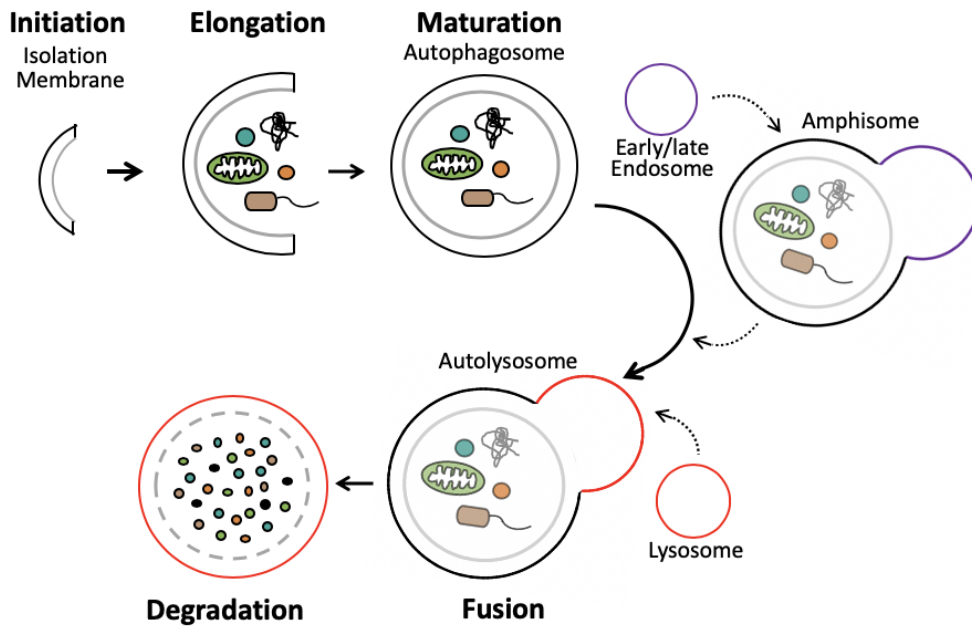 Initiation
Isolation
Membrane
Elongation
Maturation
Autophagosome
Early/late
Endosome
Amphisome
Autolysosome
Lysosome
Degradation
Fusion